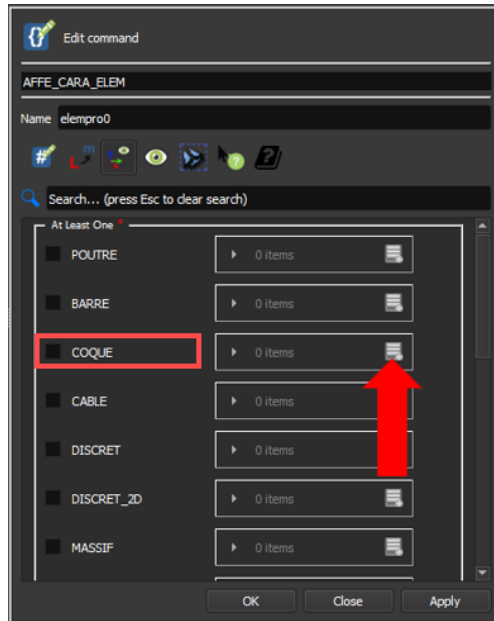 Edit command
AFFE_CARA_ELEM
Name elempro0
Search... (press Esc to clear search)
At Least One *
POUTRE 0 items
BARRE 0 items
COQUE 0 items
CABLE 0 items
DISCRET 0 items
DISCRET_2D 0 items
MASSIF 0 items
OK Close Apply